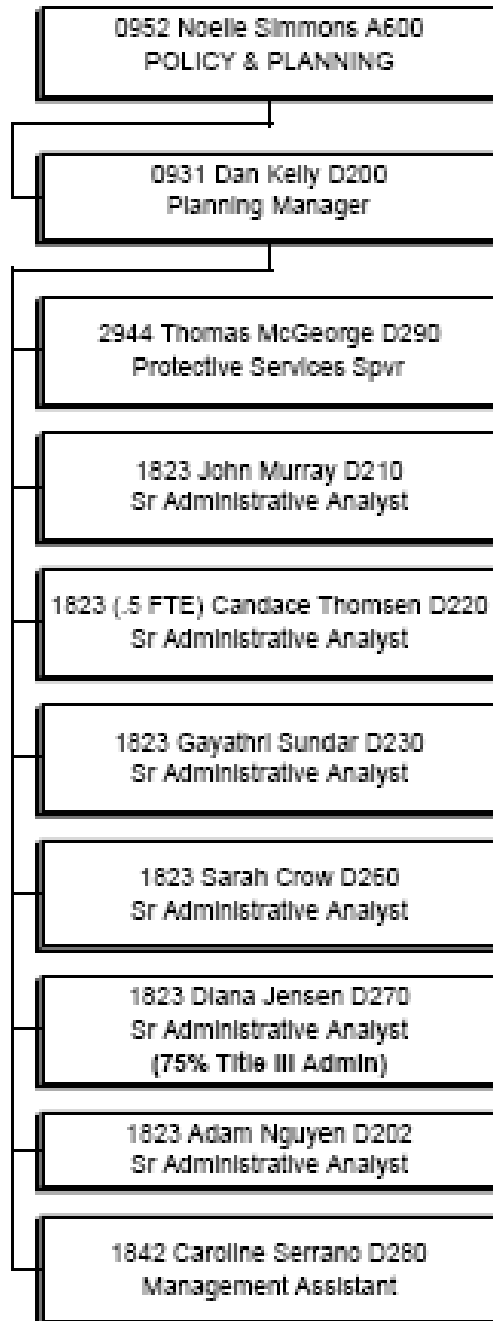 0952 Noelle Simmons A600
POLICY & PLANNING
0931 Dan Kelly D200
Planning Manager
2944 Thomas McGeorge D290
Protective Services Spvr
1823 John Murray D210
Sr Administrative Analyst
1823 (.5 FTE) Candace Thomsen D220
Sr Administrative Analyst
1823 Gayathri Sundar D230
Sr Administrative Analyst
1823 Sarah Crow D260
Sr Administrative Analyst
1823 Diana Jensen D270
Sr Administrative Analyst
(75% Title III Admin)
1823 Adam Nguyen D202
Sr Administrative Analyst
1842 Caroline Serrano D280
Management Assistant